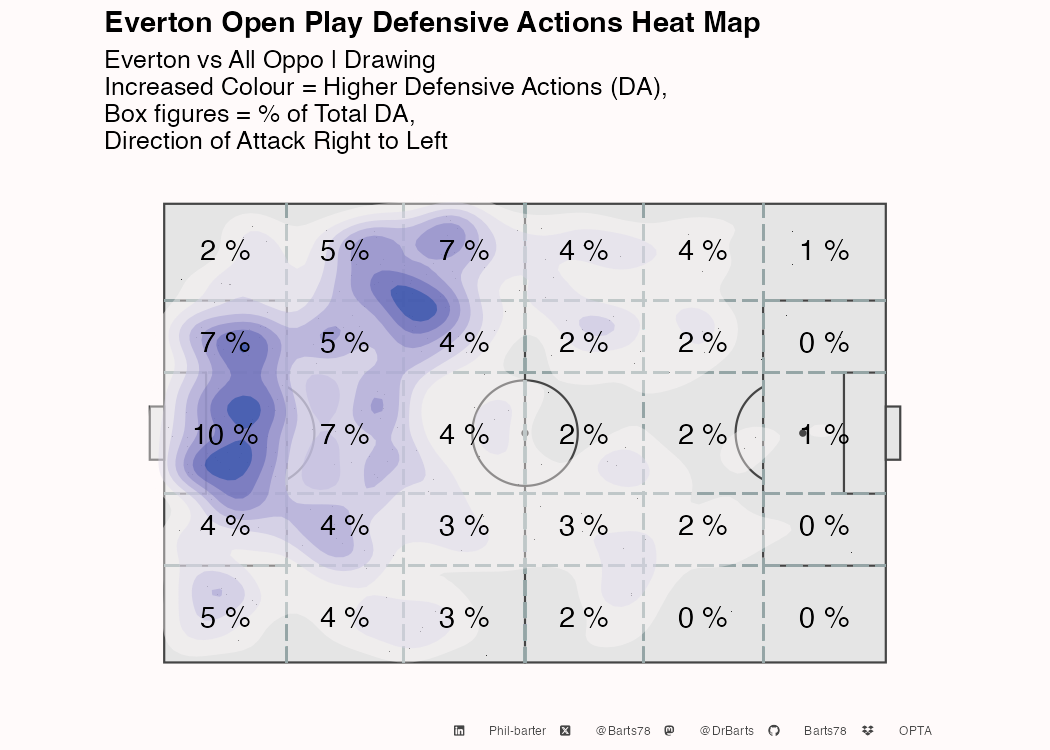 Everton Open Play Defensive Actions Heat Map
Everton vs All Oppo | Drawing
Increased Colour = Higher Defensive Actions (DA),
Box figures = % of Total DA,
Direction of Attack Right to Left
2 % 5 % 7 % 4 % 4 % 1 %
7 % 5 % 4 % 2 % 2 % 0 %
10 % 7 % 4 % 2 % 2 % 1 %
4 % 4 % 3 % 3 % 2 % 0 %
5 % 4 % 3 % 2 % 0 % 0 %
Phil-barter @Barts78 @DrBarts Barts78 OPTA